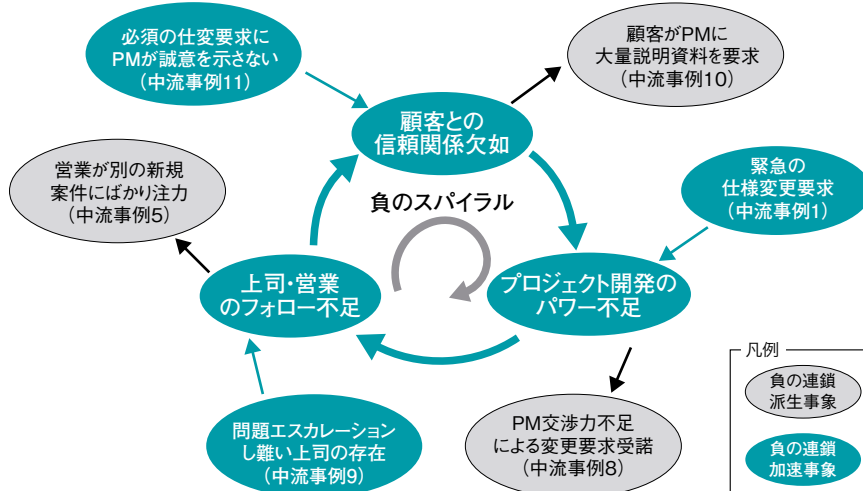 必須の仕変要求に
PMが誠意を示さない
(中流事例11)
顧客がPMに
大量説明資料を要求
(中流事例10)
顧客との
信頼関係欠如
営業が別の新規
案件にばかり注力
(中流事例5)
緊急の
仕様変更要求
(中流事例1)
負のスパイラル
上司・営業
のフォロー不足
プロジェクト開発の
パワー不足
問題エスカレーション
し難い上司の存在
(中流事例9)
PM交渉力不足
による変更要求受諾
(中流事例8)
凡例
負の連鎖
派生事象
負の連鎖
加速事象